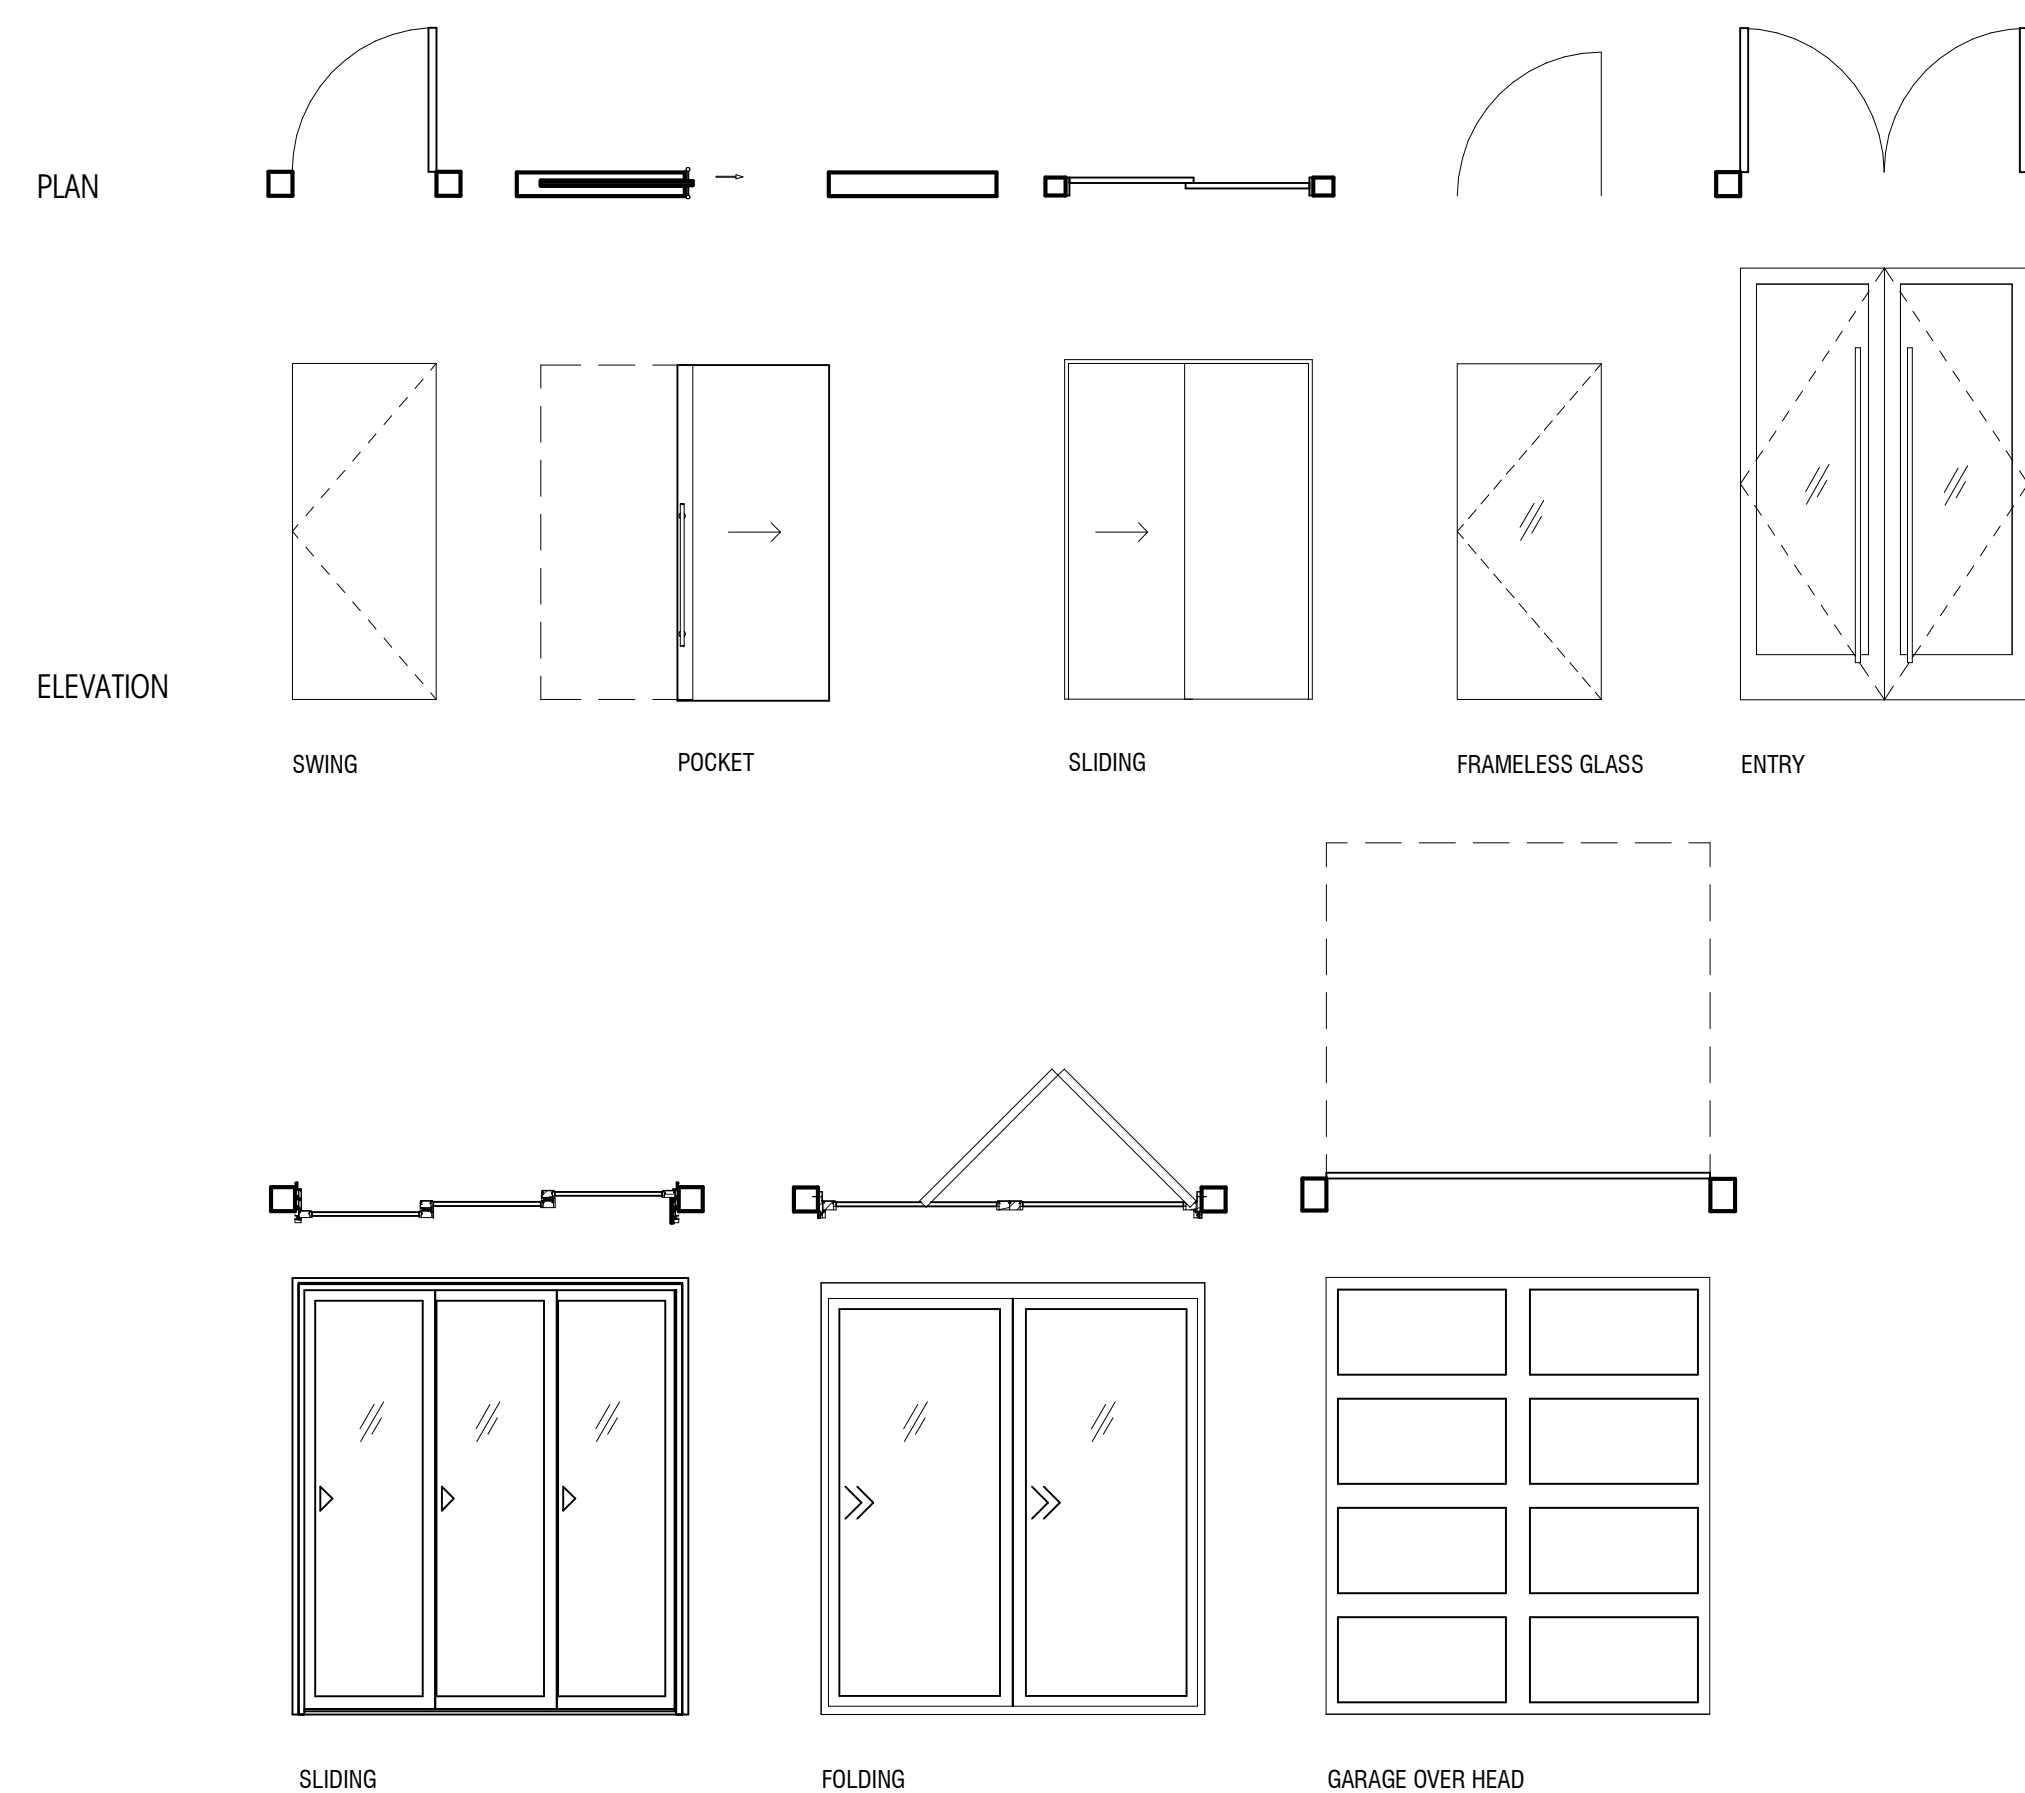 PLAN
ELEVATION
SWING
POCKET
SLIDING
FRAMELESS GLASS
ENTRY
SLIDING
FOLDING
GARAGE OVER HEAD